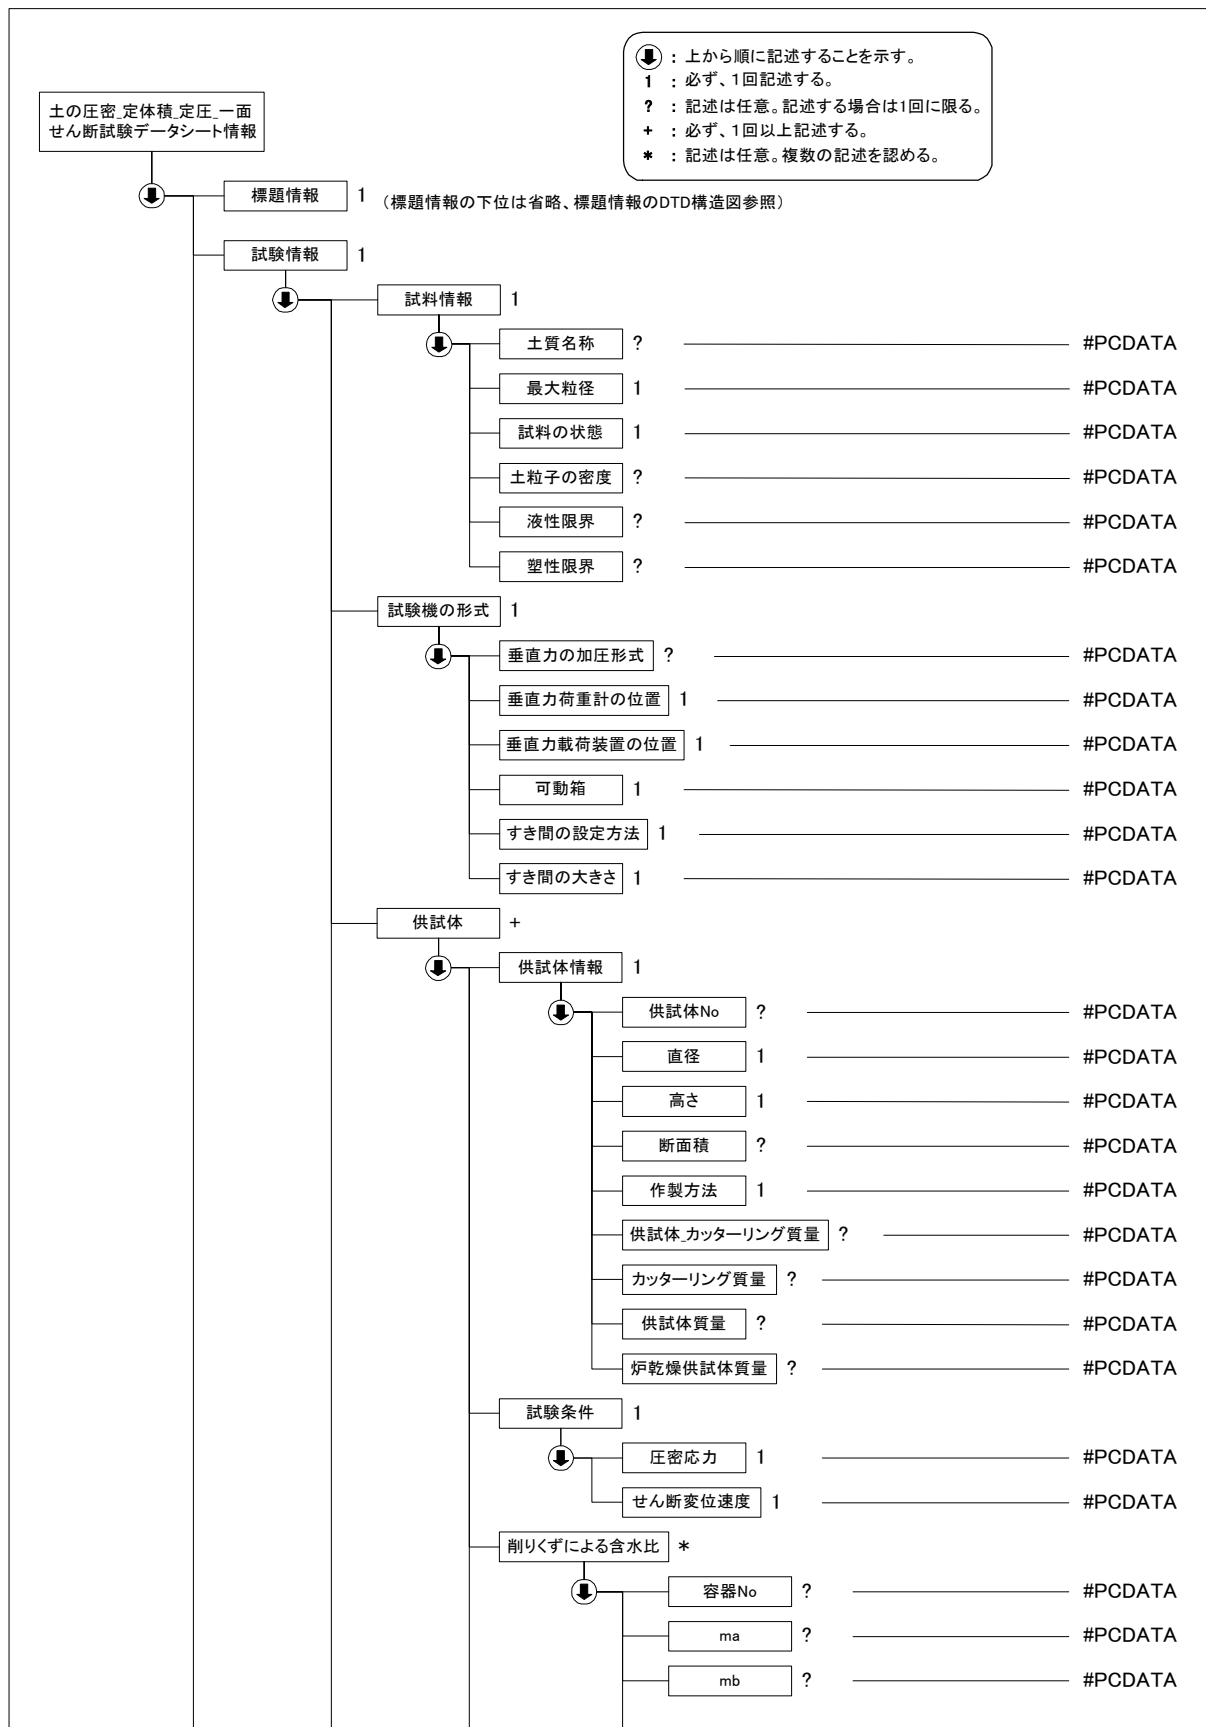 : 上から順に記述することを示す。
1 : 必ず、1回記述する。
? : 記述は任意。記述する場合は1回に限る。
+ : 必ず、1回以上記述する。
* : 記述は任意。複数の記述を認める。
土の圧密_定体積_定圧_一面
せん断試験データシート情報
標題情報 1 (標題情報の下位は省略、標題情報のDTD構造図参照)
試験情報 1
試料情報 1
土質名称 ? #PCDATA
最大粒径 1 #PCDATA
試料の状態 1 #PCDATA
土粒子の密度 ? #PCDATA
液性限界 ? #PCDATA
塑性限界 ? #PCDATA
試験機の形式 1
垂直力の加圧形式 ? #PCDATA
垂直力荷重計の位置 1 #PCDATA
垂直力載荷装置の位置 1 #PCDATA
可動箱 1 #PCDATA
すき間の設定方法 1 #PCDATA
すき間の大きさ 1 #PCDATA
供試体 +
供試体情報 1
供試体No ? #PCDATA
直径 1 #PCDATA
高さ 1 #PCDATA
断面積 ? #PCDATA
作製方法 1 #PCDATA
供試体_カッターリング質量 ? #PCDATA
カッターリング質量 ? #PCDATA
供試体質量 ? #PCDATA
炉乾燥供試体質量 ? #PCDATA
試験条件 1
圧密応力 1 #PCDATA
せん断変位速度 1 #PCDATA
削りくずによる含水比 *
容器No ? #PCDATA
ma ? #PCDATA
mb ? #PCDATA